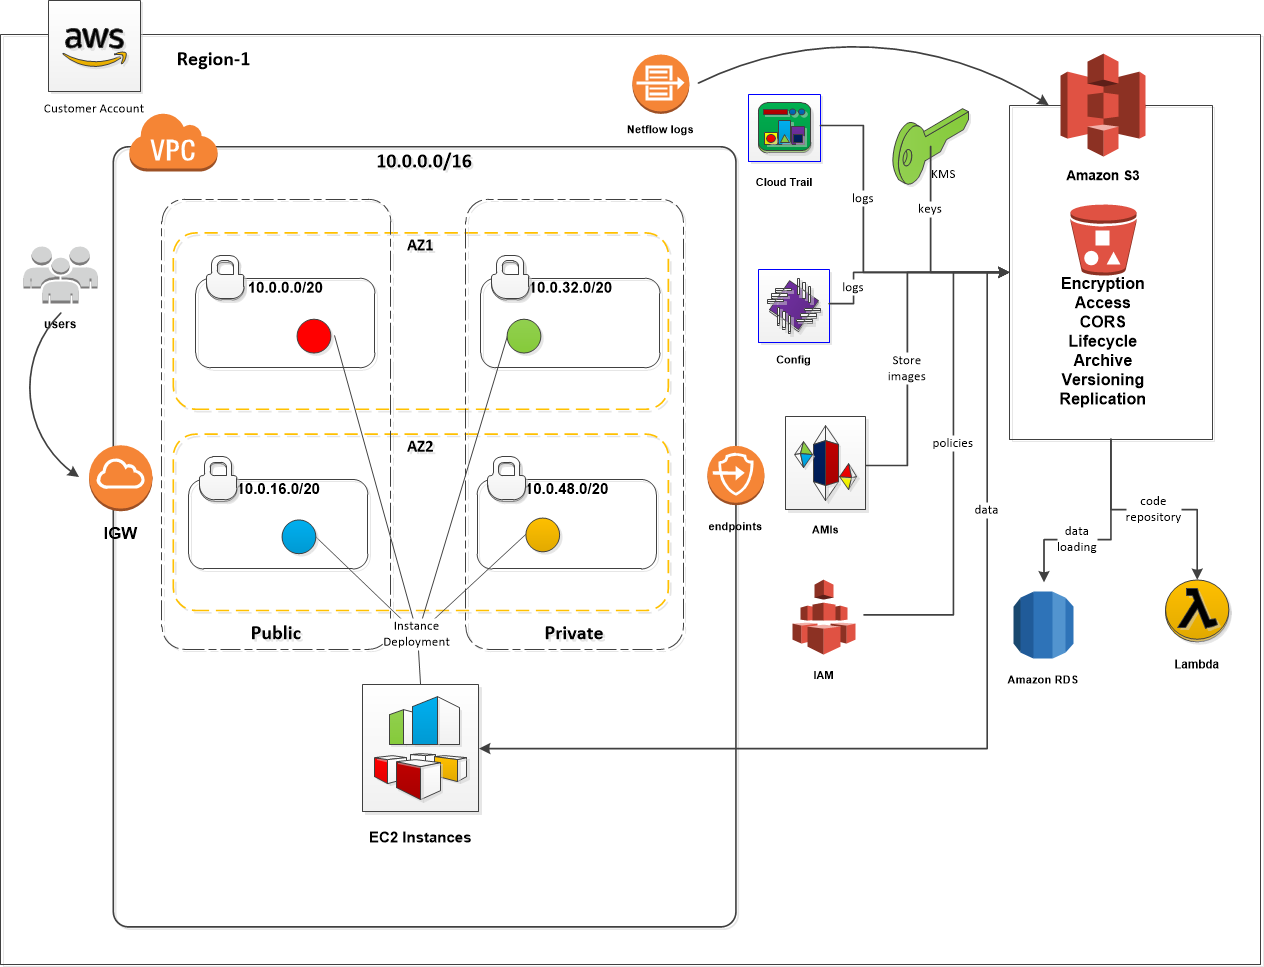 aws
Region-1
Customer Account
Netflow logs
VPC
10.0.0.0/16
Cloud Trail
KMS
Amazon S3
logs
keys
AZ1
10.0.0.0/20
10.0.32.0/20
users
logs
Config
Encryption
Access
CORS
Lifecycle
Archive
Versioning
Replication
Store
images
AZ2
10.0.16.0/20
10.0.48.0/20
policies
IGW
endpoints
AMIs
data
code
repository
data
loading
Public
Private
Instance
Deployment
IAM
Amazon RDS
λ
Lambda
EC2 Instances